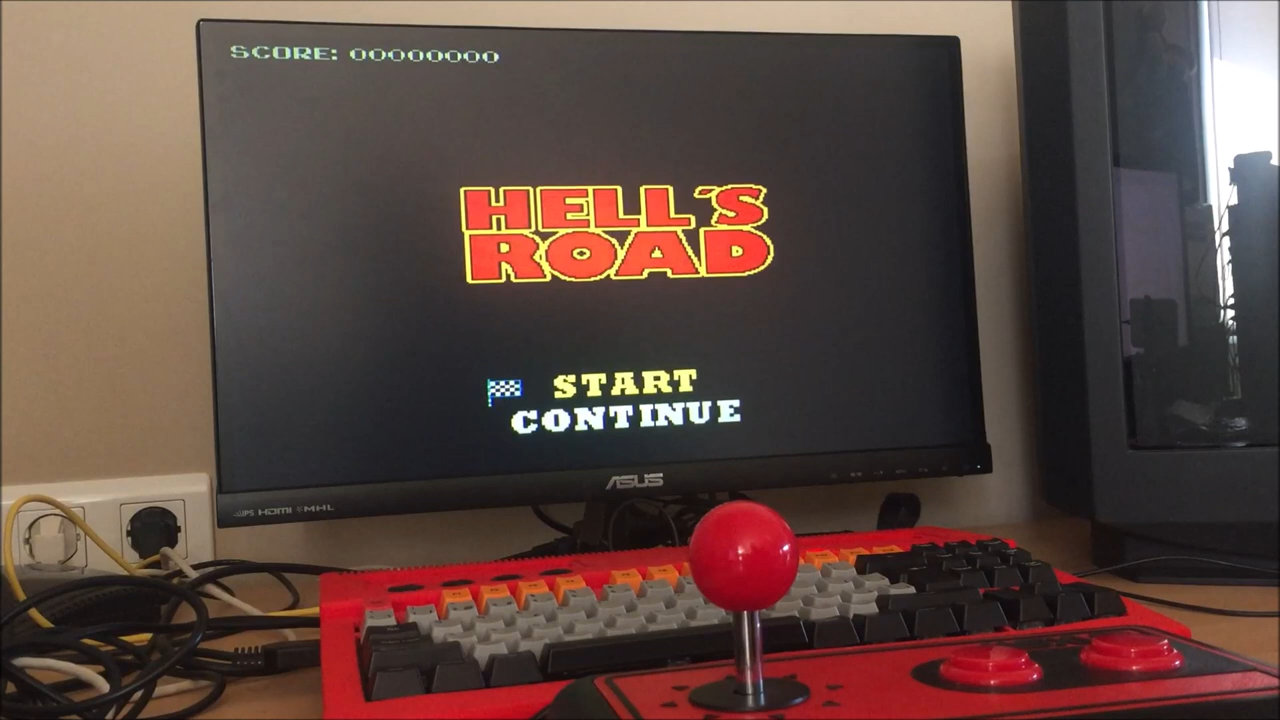 SCORE: 00000000
HELL'S
ROAD
START
CONTINUE
ASUS
IPS HDMI MHL